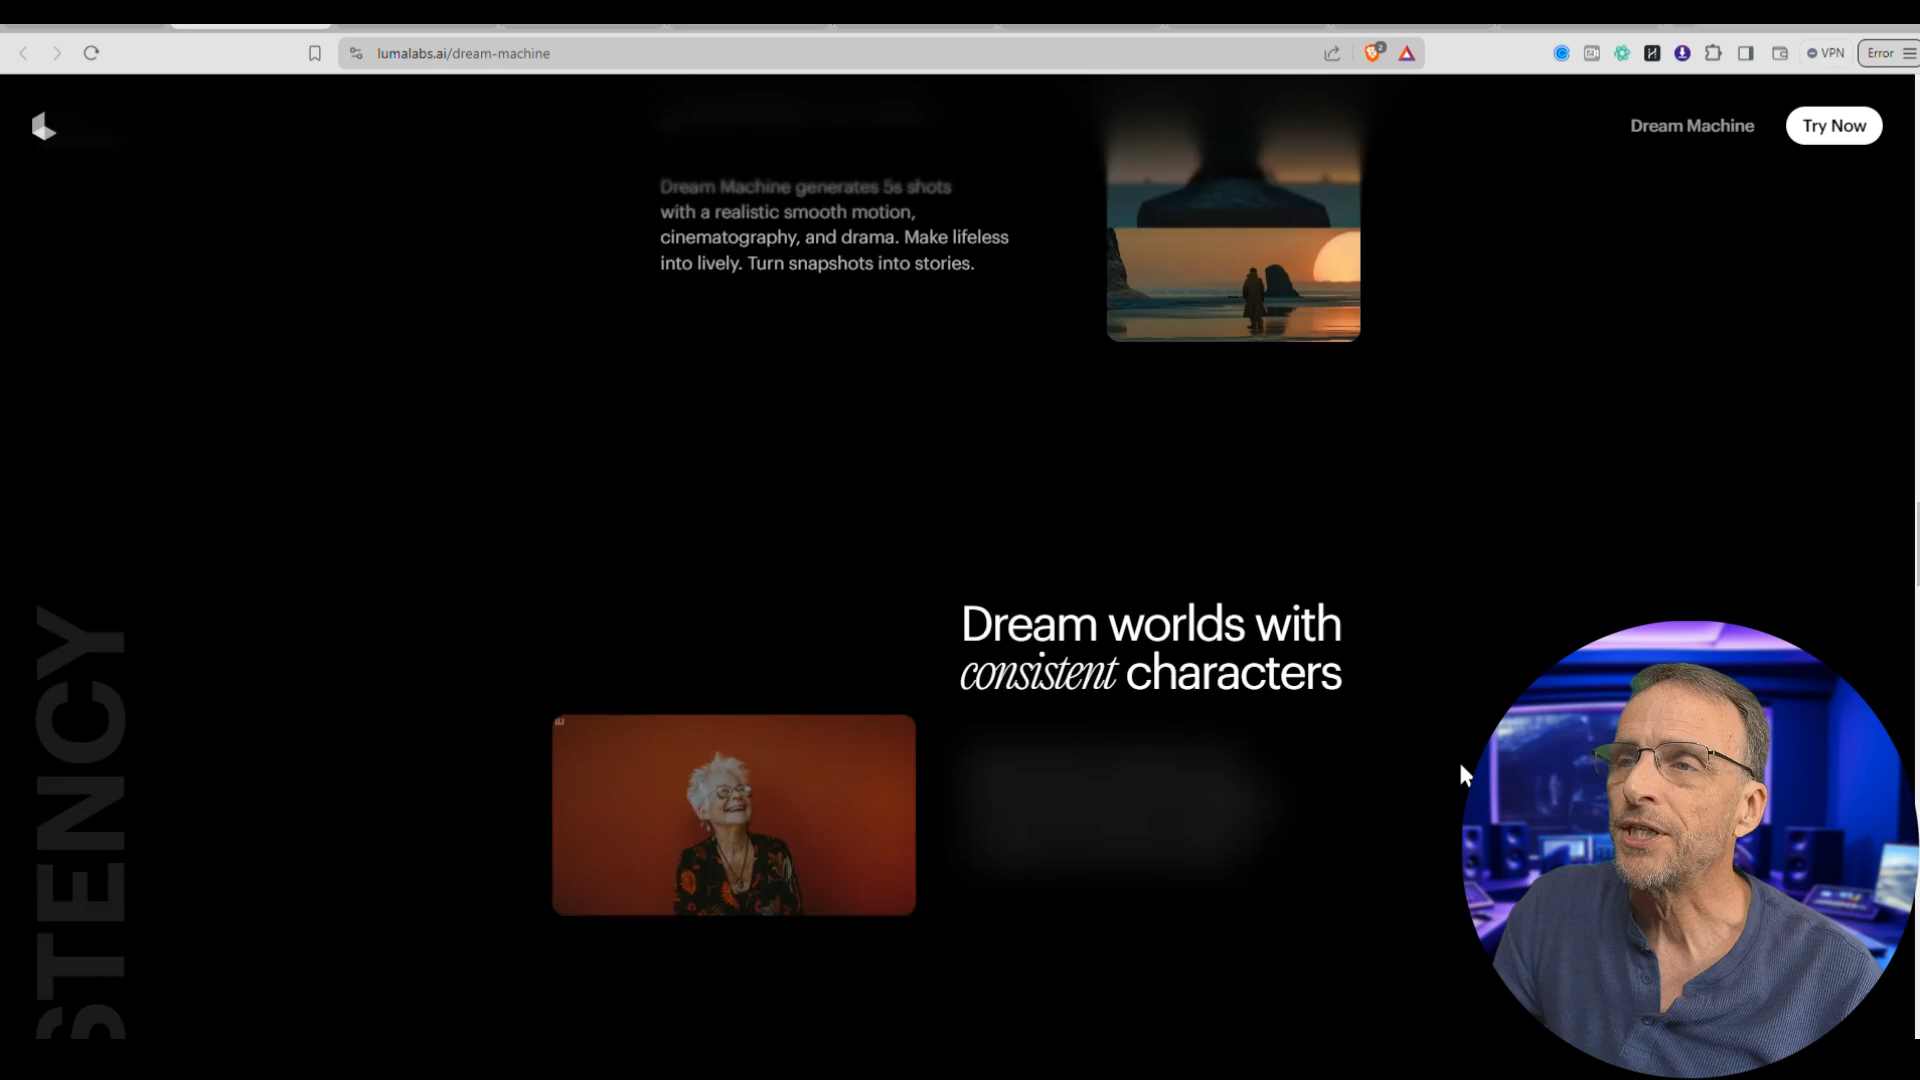 lumalabs.ai/dream-machine
2
VPN
Error
Dream Machine
Try Now
Dream Machine generates 5s shots
with a realistic smooth motion,
cinematography, and drama. Make lifeless
into lively. Turn snapshots into stories.
Dream worlds with
consistent characters
STENCY